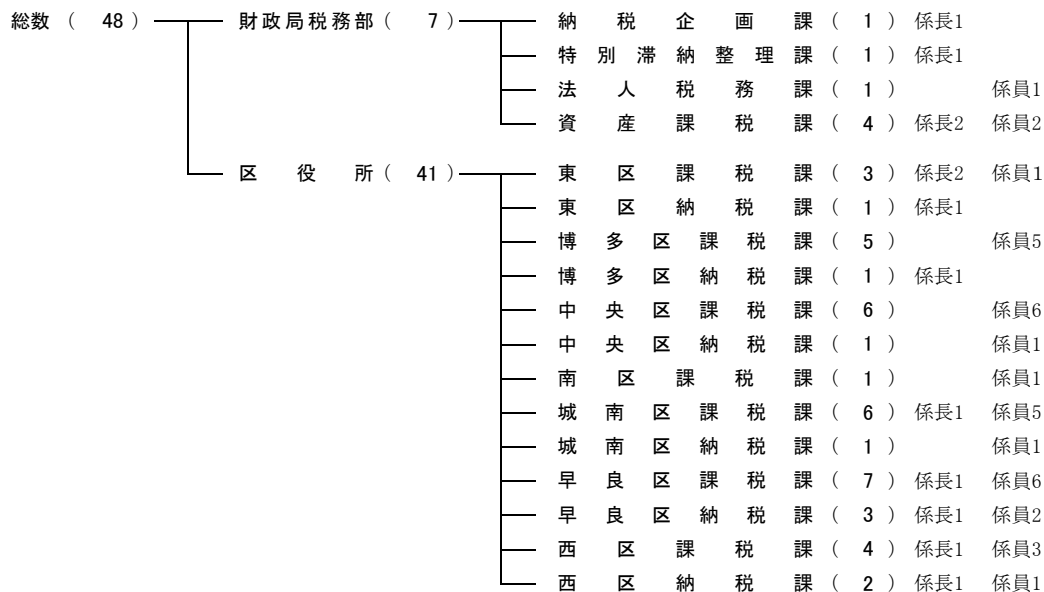 総数 ( 48 ) 財政局税務部 ( 7 ) 納税企画課 ( 1 ) 係長1
特別滞納整理課 ( 1 ) 係長1
法人税務課 ( 1 ) 係員1
資産課税課 ( 4 ) 係長2 係員2
区役所 ( 41 ) 東区課税課 ( 3 ) 係長2 係員1
東区納税課 ( 1 ) 係長1
博多区課税課 ( 5 ) 係員5
博多区納税課 ( 1 ) 係長1
中央区課税課 ( 6 ) 係員6
中央区納税課 ( 1 ) 係員1
南区課税課 ( 1 ) 係員1
城南区課税課 ( 6 ) 係長1 係員5
城南区納税課 ( 1 ) 係員1
早良区課税課 ( 7 ) 係長1 係員6
早良区納税課 ( 3 ) 係長1 係員2
西区課税課 ( 4 ) 係長1 係員3
西区納税課 ( 2 ) 係長1 係員1